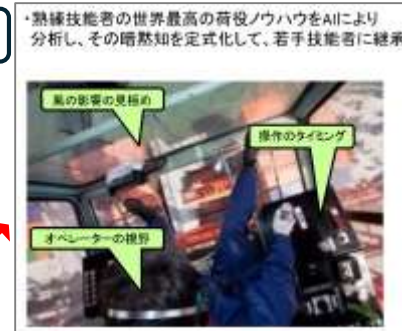 ・熟練技能者の世界最高の荷役ノウハウをAIにより
分析し、その暗黙知を定式化して、若手技能者に継承
風の影響の見極め
操作のタイミング
オペレーターの視野